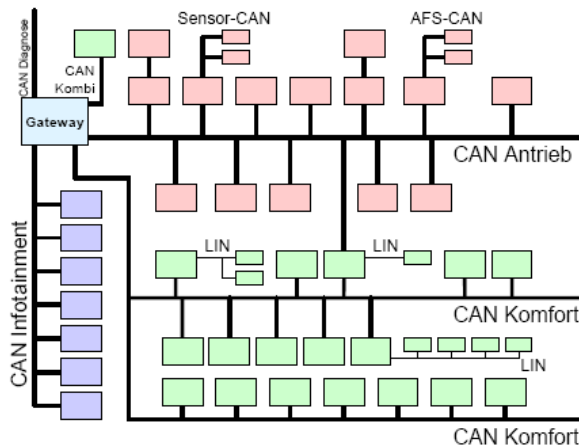 Sensor-CAN
AFS-CAN
CAN Diagnose
CAN
Kombi
Gateway
CAN Antrieb
CAN Infotainment
LIN
LIN
CAN Komfort
LIN
CAN Komfort